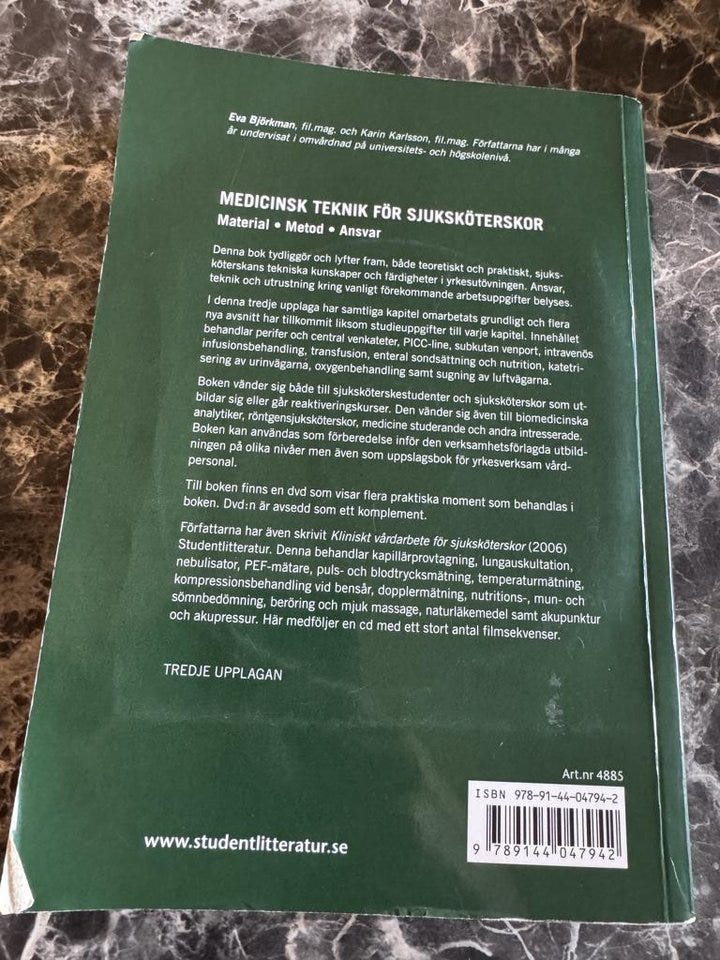 Eva Björkman, fil.mag. och Karin Karlsson, fil.mag. Författarna har i många
år undervisat i omvårdnad på universitets- och högskolenivå.
MEDICINSK TEKNIK FÖR SJUKSKÖTERSKOR
Material • Metod • Ansvar
Denna bok tydliggör och lyfter fram, både teoretiskt och praktiskt, sjuks-
köterskans tekniska kunskaper och färdigheter i yrkesutövningen. Ansvar,
teknik och utrustning kring vanligt förekommande arbetsuppgifter belyses.
I denna tredje upplaga har samtliga kapitel omarbetats grundligt och flera
nya avsnitt har tillkommit liksom studieuppgifter till varje kapitel. Innehållet
behandlar perifer och central venkateter, PICC-line, subkutan venport, intravenös
infusionsbehandling, transfusion, enteral sondsättning och nutrition, katetri-
sering av urinvägarna, oxygenbehandling samt sugning av luftvägarna.
Boken vänder sig både till sjuksköterskestudenter och sjuksköterskor som ut-
bildar sig eller går reaktiveringskurser. Den vänder sig även till biomedicinska
analytiker, röntgensjuksköterskor, medicine studerande och andra intresserade.
Boken kan användas som förberedelse inför den verksamhetsförlagda utbild-
ningen på olika nivåer men även som uppslagsbok för yrkesverksam vård-
personal.
Till boken finns en dvd som visar flera praktiska moment som behandlas i
boken. Dvd:n är avsedd som ett komplement.
Författarna har även skrivit Kliniskt vårdarbete för sjuksköterskor (2006)
Studentlitteratur. Denna behandlar kapillärprovtagning, lungauskultation,
nebulisator, PEF-mätare, puls- och blodtrycksmätning, temperaturmätning,
kompressionsbehandling vid bensår, dopplermätning, nutritions-, mun- och
sömnbedömning, beröring och mjuk massage, naturläkemedel samt akupunktur
och akupressur. Här medföljer en cd med ett stort antal filmsekvenser.
TREDJE UPPLAGAN
Art.nr 4885
ISBN 978-91-44-04794-2
9 789144 047942
www.studentlitteratur.se